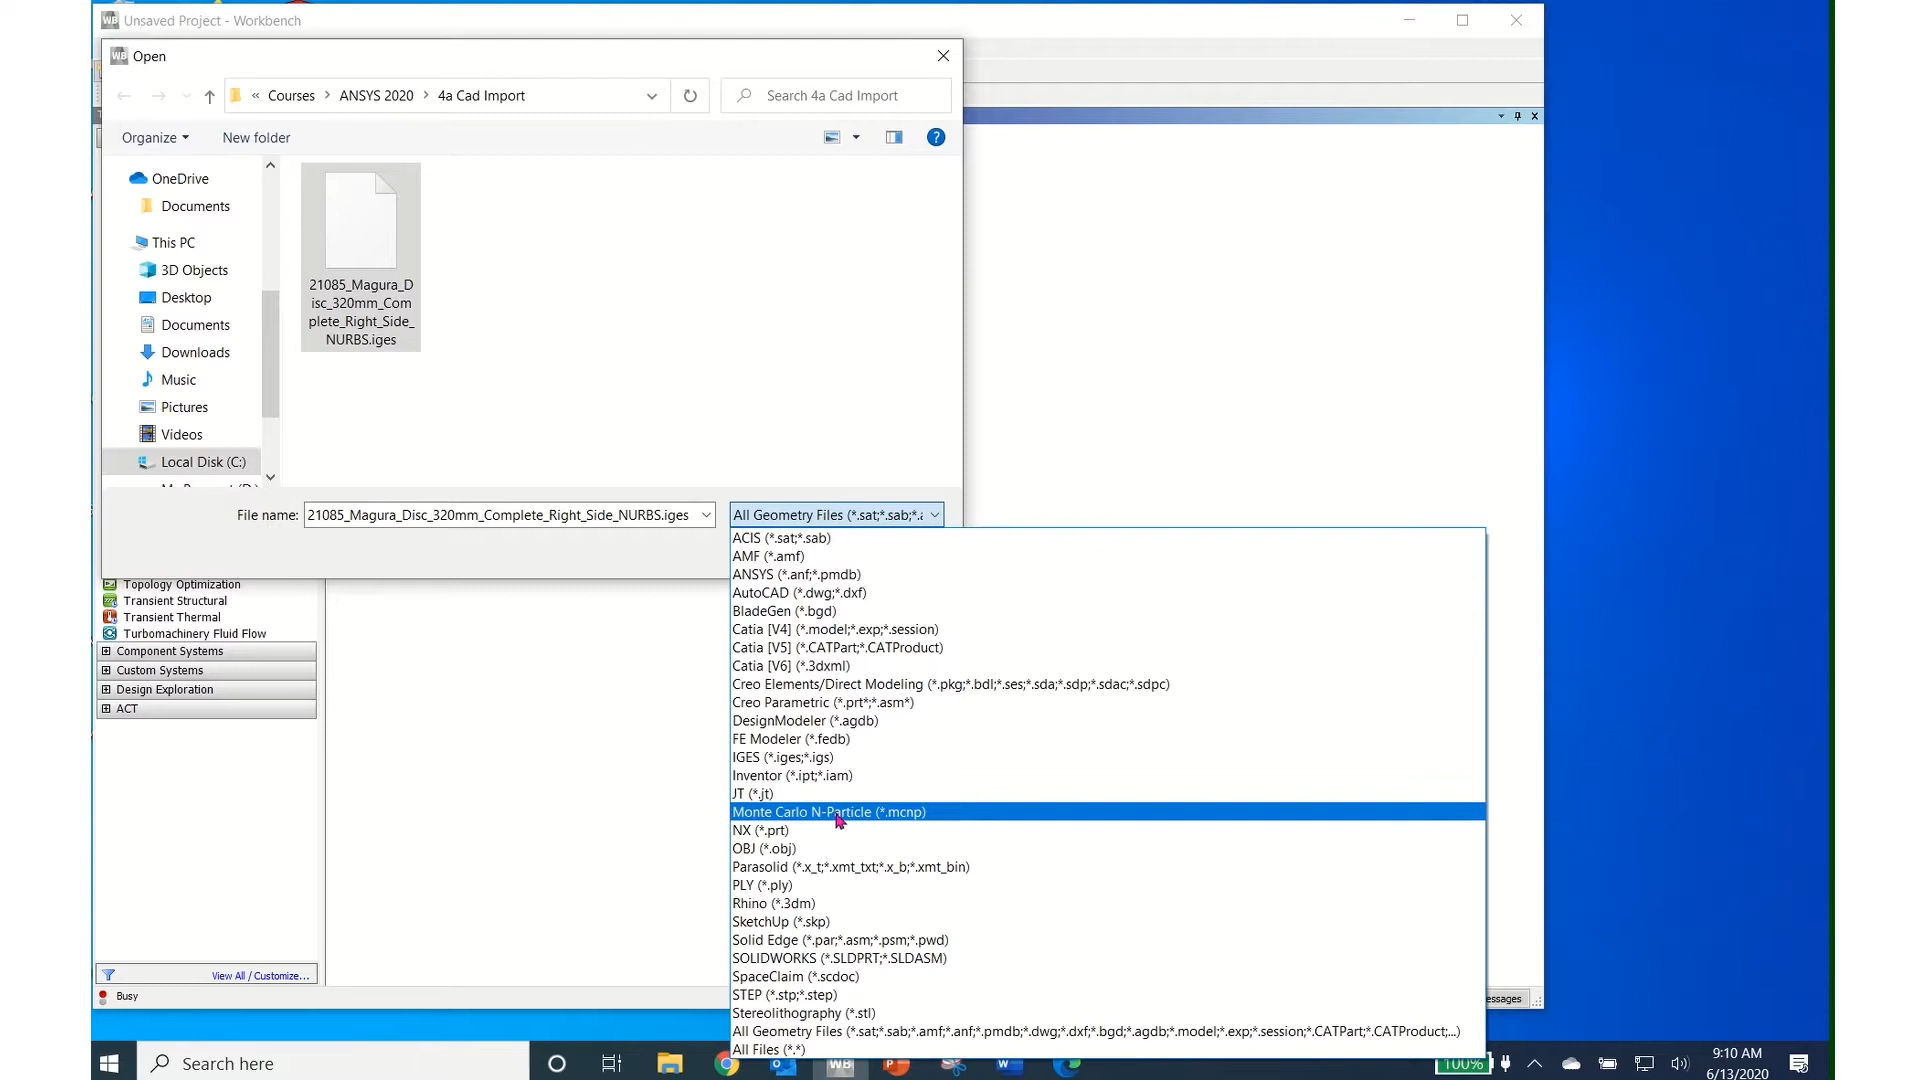 Unsaved Project - Workbench
Open
« Courses > ANSYS 2020 > 4a Cad Import
Search 4a Cad Import
Organize
New folder
OneDrive
Documents
This PC
3D Objects
Desktop
Documents
Downloads
Music
Pictures
Videos
Local Disk (C:)
21085_Magura_D
isc_320mm_Com
plete_Right_Side_
NURBS.iges
File name: 21085_Magura_Disc_320mm_Complete_Right_Side_NURBS.iges
All Geometry Files (*.sat;*.sab;*.a
ACIS (*.sat;*.sab)
AMF (*.amf)
ANSYS (*.anf;*.pmdb)
AutoCAD (*.dwg;*.dxf)
BladeGen (*.bgd)
Catia [V4] (*.model;*.exp;*.session)
Catia [V5] (*.CATPart;*.CATProduct)
Catia [V6] (*.3dxml)
Creo Elements/Direct Modeling (*.pkg;*.bdl;*.ses;*.sda;*.sdp;*.sdac;*.sdpc)
Creo Parametric (*.prt*;*.asm*)
DesignModeler (*.agdb)
FE Modeler (*.fedb)
IGES (*.iges;*.igs)
Inventor (*.ipt;*.iam)
JT (*.jt)
Monte Carlo N-Particle (*.mcnp)
NX (*.prt)
OBJ (*.obj)
Parasolid (*.x_t;*.xmt_txt;*.x_b;*.xmt_bin)
PLY (*.ply)
Rhino (*.3dm)
SketchUp (*.skp)
Solid Edge (*.par;*.asm;*.psm;*.pwd)
SOLIDWORKS (*.SLDPRT;*.SLDASM)
SpaceClaim (*.scdoc)
STEP (*.stp;*.step)
Stereolithography (*.stl)
All Geometry Files (*.sat;*.sab;*.amf;*.anf;*.pmdb;*.dwg;*.dxf;*.bgd;*.agdb;*.model;*.exp;*.session;*.CATPart;*.CATProduct;...)
All Files (*.*)
Topology Optimization
Transient Structural
Transient Thermal
Turbomachinery Fluid Flow
Component Systems
Custom Systems
Design Exploration
ACT
View All / Customize...
Busy
essages
Search here
100%
9:10 AM
6/13/2020